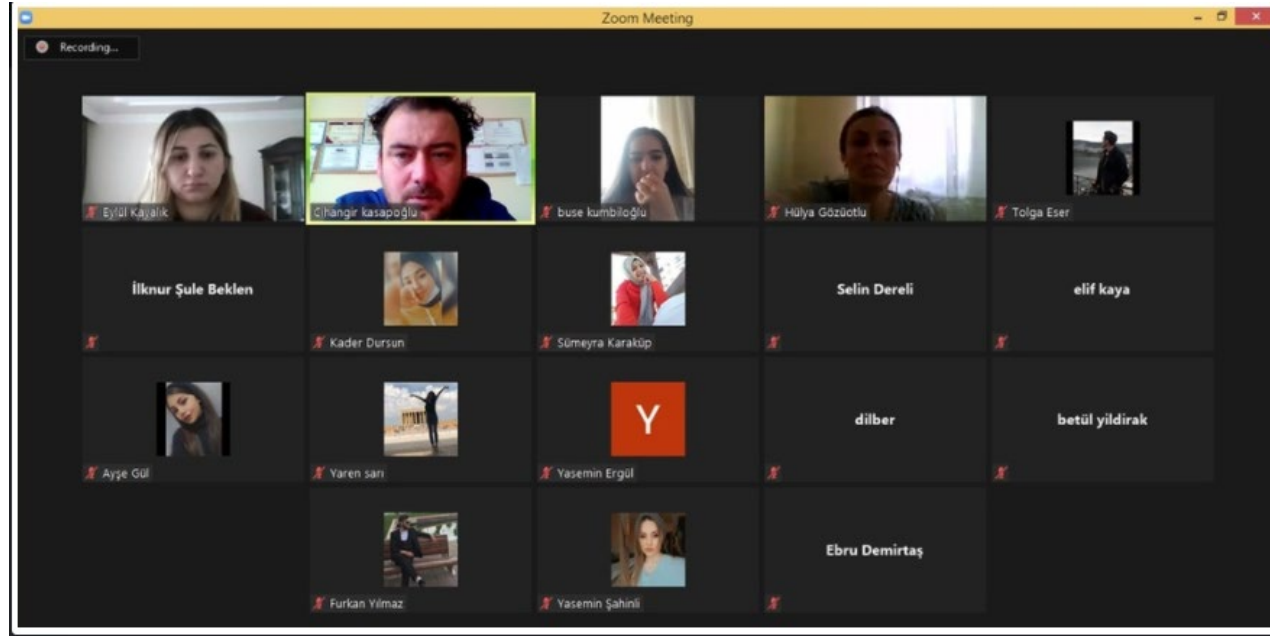 Zoom Meeting
Recording...
Eylül Kayalık
Cihangir kasapoğlu
buse kumbiloğlu
Hülya Gözüotlu
Tolga Eser
İlknur Şule Beklen
Kader Dursun
Sümeyra Karaküp
Selin Dereli
elif kaya
Ayşe Gül
Yaren sarı
Y
Yasemin Ergül
dilber
betül yildirak
Furkan Yılmaz
Yasemin Şahinli
Ebru Demirtaş